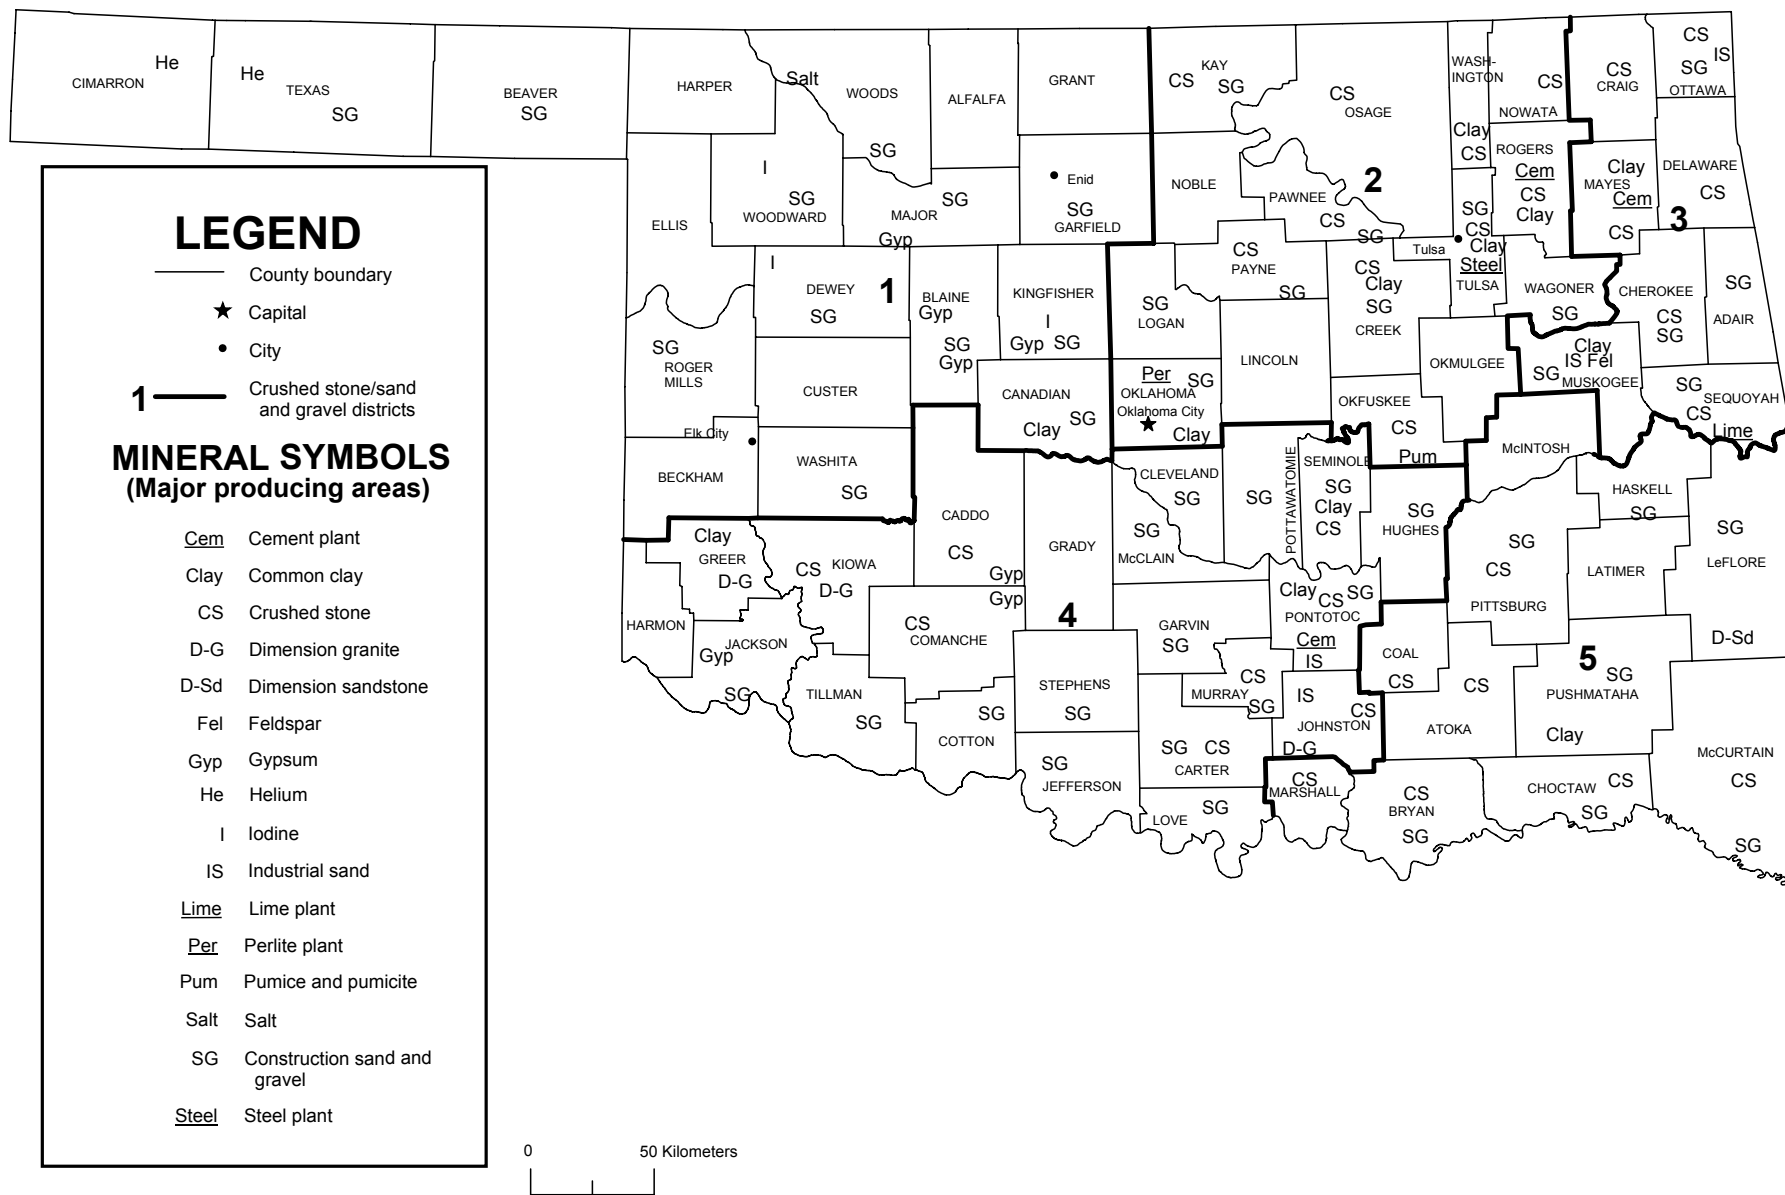 He
CIMARRON
He
TEXAS
SG
BEAVER
SG
HARPER
Salt
WOODS
SG
ALFALFA
GRANT
KAY
CS
SG
CS
OSAGE
WASH-
INGTON
Clay
CS
CS
NOWATA
CS
CRAIG
CS
IS
SG
OTTAWA
ELLIS
I
SG
WOODWARD
SG
MAJOR
Gyp
Enid
SG
GARFIELD
NOBLE
PAWNEE
CS
SG
2
ROGERS
Cem
CS
Clay
Clay
MAYES
Cem
CS
DELAWARE
CS
3
SG
CS
Clay
Tulsa
Steel
TULSA
I
DEWEY
SG
1
BLAINE
Gyp
SG
Gyp
KINGFISHER
I
Gyp
SG
SG
LOGAN
CS
PAYNE
SG
CS
Clay
SG
CREEK
WAGONER
SG
CHEROKEE
CS
SG
SG
ADAIR
SG
ROGER
MILLS
CUSTER
CANADIAN
SG
Clay
Per
SG
OKLAHOMA
Oklahoma City
Clay
LINCOLN
OKMULGEE
Clay
IS Fel
SG
MUSKOGEE
SG
SEQUOYAH
CS
Lime
OKFUSKEE
CS
Pum
McINTOSH
Elk City
BECKHAM
WASHITA
SG
CADDO
CS
Gyp
GRADY
CLEVELAND
SG
SG
McCLAIN
SG
POTTAWATOMIE
SEMINOLE
SG
Clay
CS
SG
HUGHES
HASKELL
SG
SG
LeFLORE
D-Sd
Clay
GREER
D-G
CS
KIOWA
D-G
SG
CS
PITTSBURG
LATIMER
HARMON
JACKSON
Gyp
SG
Gyp
CS
COMANCHE
4
GARVIN
SG
Clay
CS
SG
PONTOTOC
Cem
IS
COAL
CS
5
SG
PUSHMATAHA
Clay
TILLMAN
SG
SG
COTTON
STEPHENS
SG
CS
MURRAY
SG
IS
CS
JOHNSTON
D-G
CS
ATOKA
SG
CS
CARTER
SG
JEFFERSON
SG
LOVE
CS
MARSHALL
CS
BRYAN
SG
CHOCTAW
CS
SG
McCURTAIN
CS
SG
LEGEND
County boundary
Capital
City
1
Crushed stone/sand
and gravel districts
MINERAL SYMBOLS
(Major producing areas)
Cem Cement plant
Clay Common clay
CS Crushed stone
D-G Dimension granite
D-Sd Dimension sandstone
Fel Feldspar
Gyp Gypsum
He Helium
I Iodine
IS Industrial sand
Lime Lime plant
Per Perlite plant
Pum Pumice and pumicite
Salt Salt
SG Construction sand and
gravel
Steel Steel plant
0 50 Kilometers